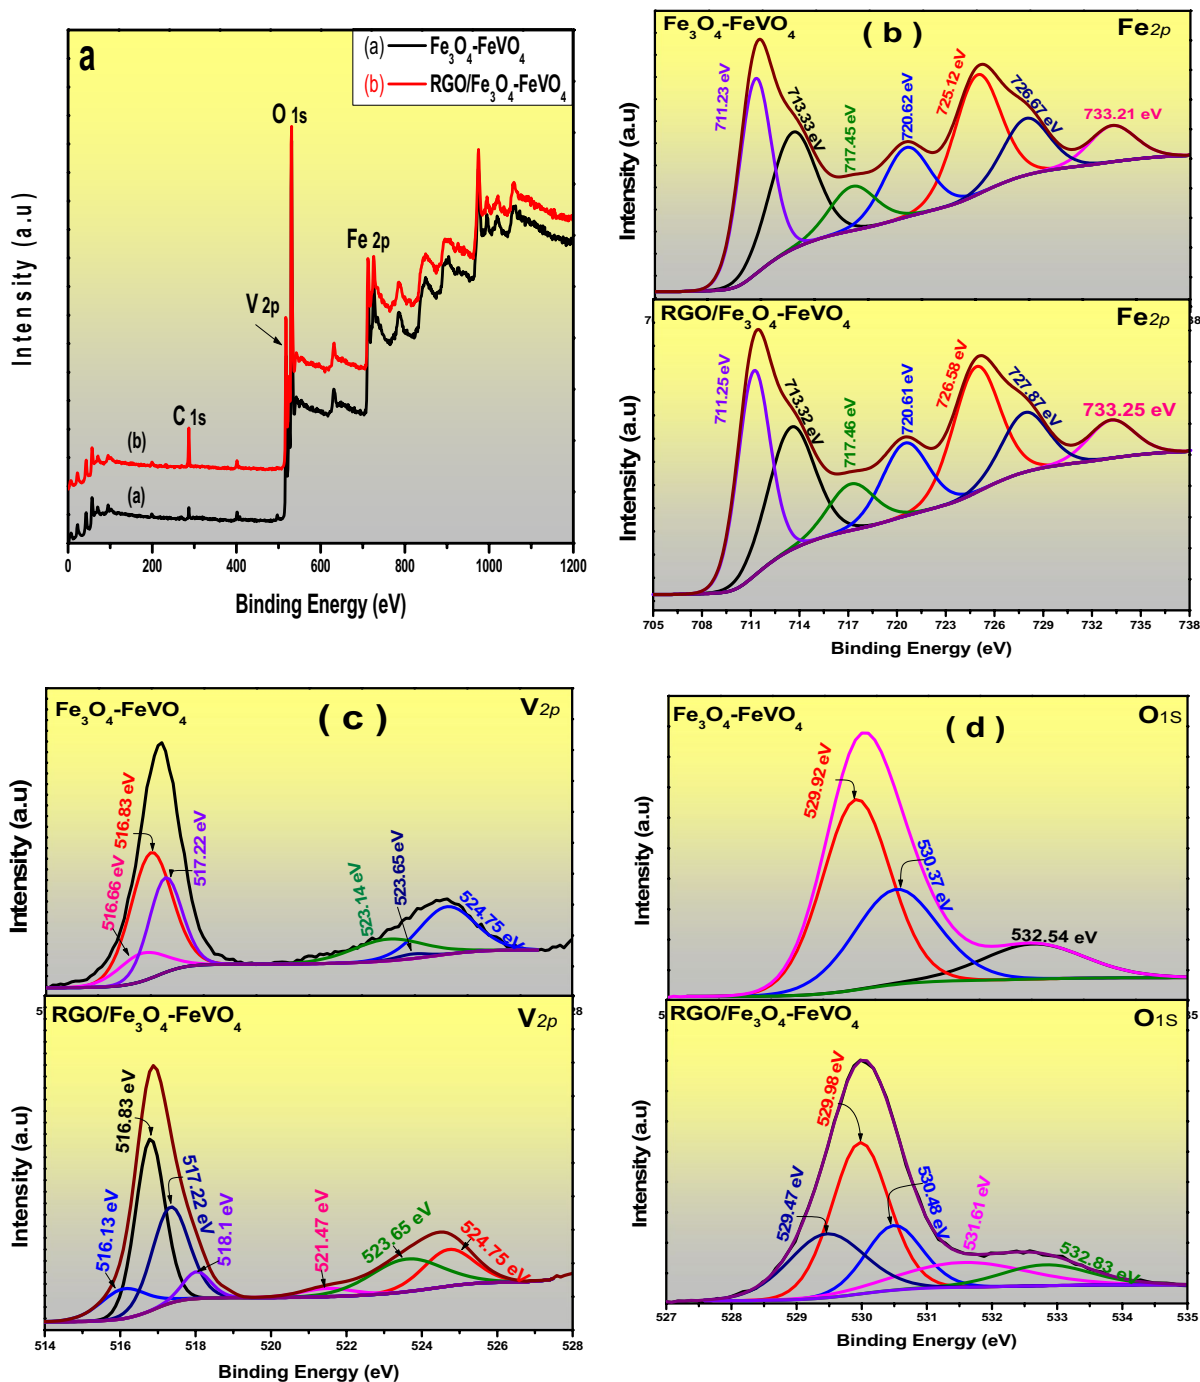 a
(a) Fe3O4-FeVO4
(b) RGO/Fe3O4-FeVO4
O 1s
Fe 2p
V 2p
C 1s
(b)
(a)
Intensity (a.u)
0 200 400 600 800 1000 1200
Binding Energy (eV)
Fe3O4-FeVO4
( b )
Fe2p
711.23 eV
713.33 eV
717.45 eV
720.62 eV
725.12 eV
726.67 eV
733.21 eV
Intensity (a.u)
RGO/Fe3O4-FeVO4
Fe2p
711.25 eV
713.32 eV
717.46 eV
720.61 eV
726.58 eV
727.87 eV
733.25 eV
Intensity (a.u)
705 708 711 714 717 720 723 726 729 732 735 738
Binding Energy (eV)
Fe3O4-FeVO4
( c )
V2p
516.66 eV
516.83 eV
517.22 eV
523.14 eV
523.65 eV
524.75 eV
Intensity (a.u)
RGO/Fe3O4-FeVO4
V2p
516.13 eV
516.83 eV
517.22 eV
518.1 eV
521.47 eV
523.65 eV
524.75 eV
Intensity (a.u)
514 516 518 520 522 524 526 528
Binding Energy (eV)
Fe3O4-FeVO4
( d )
O1S
529.92 eV
530.37 eV
532.54 eV
Intensity (a.u)
RGO/Fe3O4-FeVO4
O1S
529.47 eV
529.98 eV
530.48 eV
531.61 eV
532.83 eV
Intensity (a.u)
527 528 529 530 531 532 533 534 535
Binding Energy (eV)